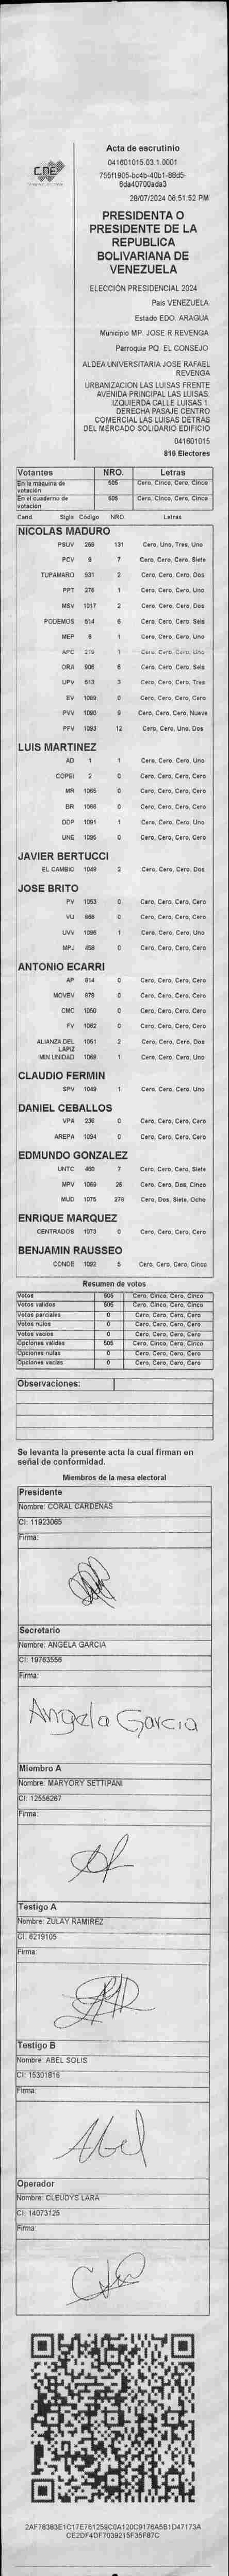 CNE
Acta de escrutinio
041601015.03.1.0001
755f1905-bc4b-40b1-88d5-
6da40700ada3
28/07/2024 06:51:52 PM
PRESIDENTA O
PRESIDENTE DE LA
REPUBLICA
BOLIVARIANA DE
VENEZUELA
ELECCIÓN PRESIDENCIAL 2024
País VENEZUELA
Estado EDO. ARAGUA
Municipio MP. JOSE R REVENGA
Parroquia PQ. EL CONSEJO
ALDEA UNIVERSITARIA JOSE RAFAEL
REVENGA
URBANIZACION LAS LUISAS FRENTE
AVENIDA PRINCIPAL LAS LUISAS.
IZQUIERDA CALLE LUISAS 1.
DERECHA PASAJE CENTRO
COMERCIAL LAS LUISAS DETRAS
DEL MERCADO SOLIDARIO EDIFICIO
041601015
816 Electores
Votantes NRO. Letras
En la máquina de votación 505 Cero, Cinco, Cero, Cinco
En el cuaderno de votación 505 Cero, Cinco, Cero, Cinco
Cand. Sigla Código NRO. Letras
NICOLAS MADURO
PSUV 269 131 Cero, Uno, Tres, Uno
PCV 9 7 Cero, Cero, Cero, Siete
TUPAMARO 931 2 Cero, Cero, Cero, Dos
PPT 276 1 Cero, Cero, Cero, Uno
MSV 1017 2 Cero, Cero, Cero, Dos
PODEMOS 514 6 Cero, Cero, Cero, Seis
MEP 6 1 Cero, Cero, Cero, Uno
APC 219 1 Cero, Cero, Cero, Uno
ORA 906 6 Cero, Cero, Cero, Seis
UPV 513 3 Cero, Cero, Cero, Tres
EV 1089 0 Cero, Cero, Cero, Cero
PVV 1090 9 Cero, Cero, Cero, Nueve
PFV 1093 12 Cero, Cero, Uno, Dos
LUIS MARTINEZ
AD 1 1 Cero, Cero, Cero, Uno
COPEI 2 0 Cero, Cero, Cero, Cero
MR 1065 0 Cero, Cero, Cero, Cero
BR 1066 0 Cero, Cero, Cero, Cero
DDP 1091 1 Cero, Cero, Cero, Uno
UNE 1095 0 Cero, Cero, Cero, Cero
JAVIER BERTUCCI
EL CAMBIO 1049 2 Cero, Cero, Cero, Dos
JOSE BRITO
PV 1053 0 Cero, Cero, Cero, Cero
VU 868 0 Cero, Cero, Cero, Cero
UVV 1096 1 Cero, Cero, Cero, Uno
MPJ 458 0 Cero, Cero, Cero, Cero
ANTONIO ECARRI
AP 814 0 Cero, Cero, Cero, Cero
MOVEV 878 0 Cero, Cero, Cero, Cero
CMC 1050 0 Cero, Cero, Cero, Cero
FV 1062 0 Cero, Cero, Cero, Cero
ALIANZA DEL LAPIZ 1061 2 Cero, Cero, Cero, Dos
MIN UNIDAD 1068 1 Cero, Cero, Cero, Uno
CLAUDIO FERMIN
SPV 1048 1 Cero, Cero, Cero, Uno
DANIEL CEBALLOS
VPA 236 0 Cero, Cero, Cero, Cero
AREPA 1094 0 Cero, Cero, Cero, Cero
EDMUNDO GONZALEZ
UNTC 460 7 Cero, Cero, Cero, Siete
MPV 1069 25 Cero, Cero, Dos, Cinco
MUD 1075 278 Cero, Dos, Siete, Ocho
ENRIQUE MARQUEZ
CENTRADOS 1073 0 Cero, Cero, Cero, Cero
BENJAMIN RAUSSEO
CONDE 1092 5 Cero, Cero, Cero, Cinco
Resumen de votos
Votos 505 Cero, Cinco, Cero, Cinco
Votos validos 505 Cero, Cinco, Cero, Cinco
Votos parciales 0 Cero, Cero, Cero, Cero
Votos nulos 0 Cero, Cero, Cero, Cero
Votos vacios 0 Cero, Cero, Cero, Cero
Opciones validas 505 Cero, Cinco, Cero, Cinco
Opciones nulas 0 Cero, Cero, Cero, Cero
Opciones vacias 0 Cero, Cero, Cero, Cero
Observaciones:
Se levanta la presente acta la cual firman en
señal de conformidad.
Miembros de la mesa electoral
Presidente
Nombre: CORAL CARDENAS
CI: 11923065
Firma:
Secretario
Nombre: ANGELA GARCIA
CI: 19763556
Firma:
Angela Garcia
Miembro A
Nombre: MARYORY SETTIPANI
CI: 12556267
Firma:
Testigo A
Nombre: ZULAY RAMIREZ
CI: 6219105
Firma:
Testigo B
Nombre: ABEL SOLIS
CI: 15301816
Firma:
Abel
Operador
Nombre: CLEUDYS LARA
CI: 14073125
Firma:
2AF78383E1C17E761259C0A120C9176A5B1D47173A
CE2DF4DF7039215F35F87C